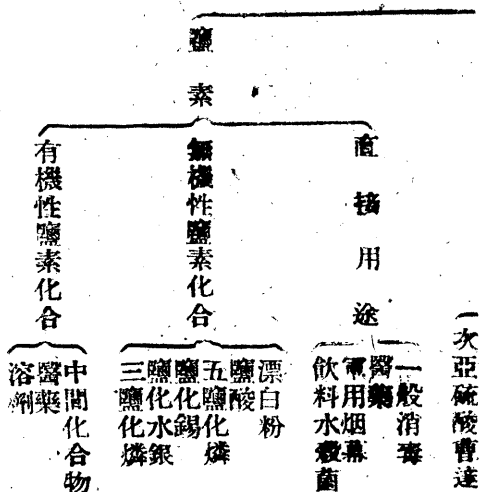 鹽素
直接用途
無機性鹽素化合
有機性鹽素化合
次亞硫酸曹達
一般消毒
醫藥
軍用烟幕
飲料水殺菌
漂白粉
鹽酸
五鹽化燐
鹽化錫
鹽化水銀
三鹽化燐
中間化合物
醫藥
溶劑